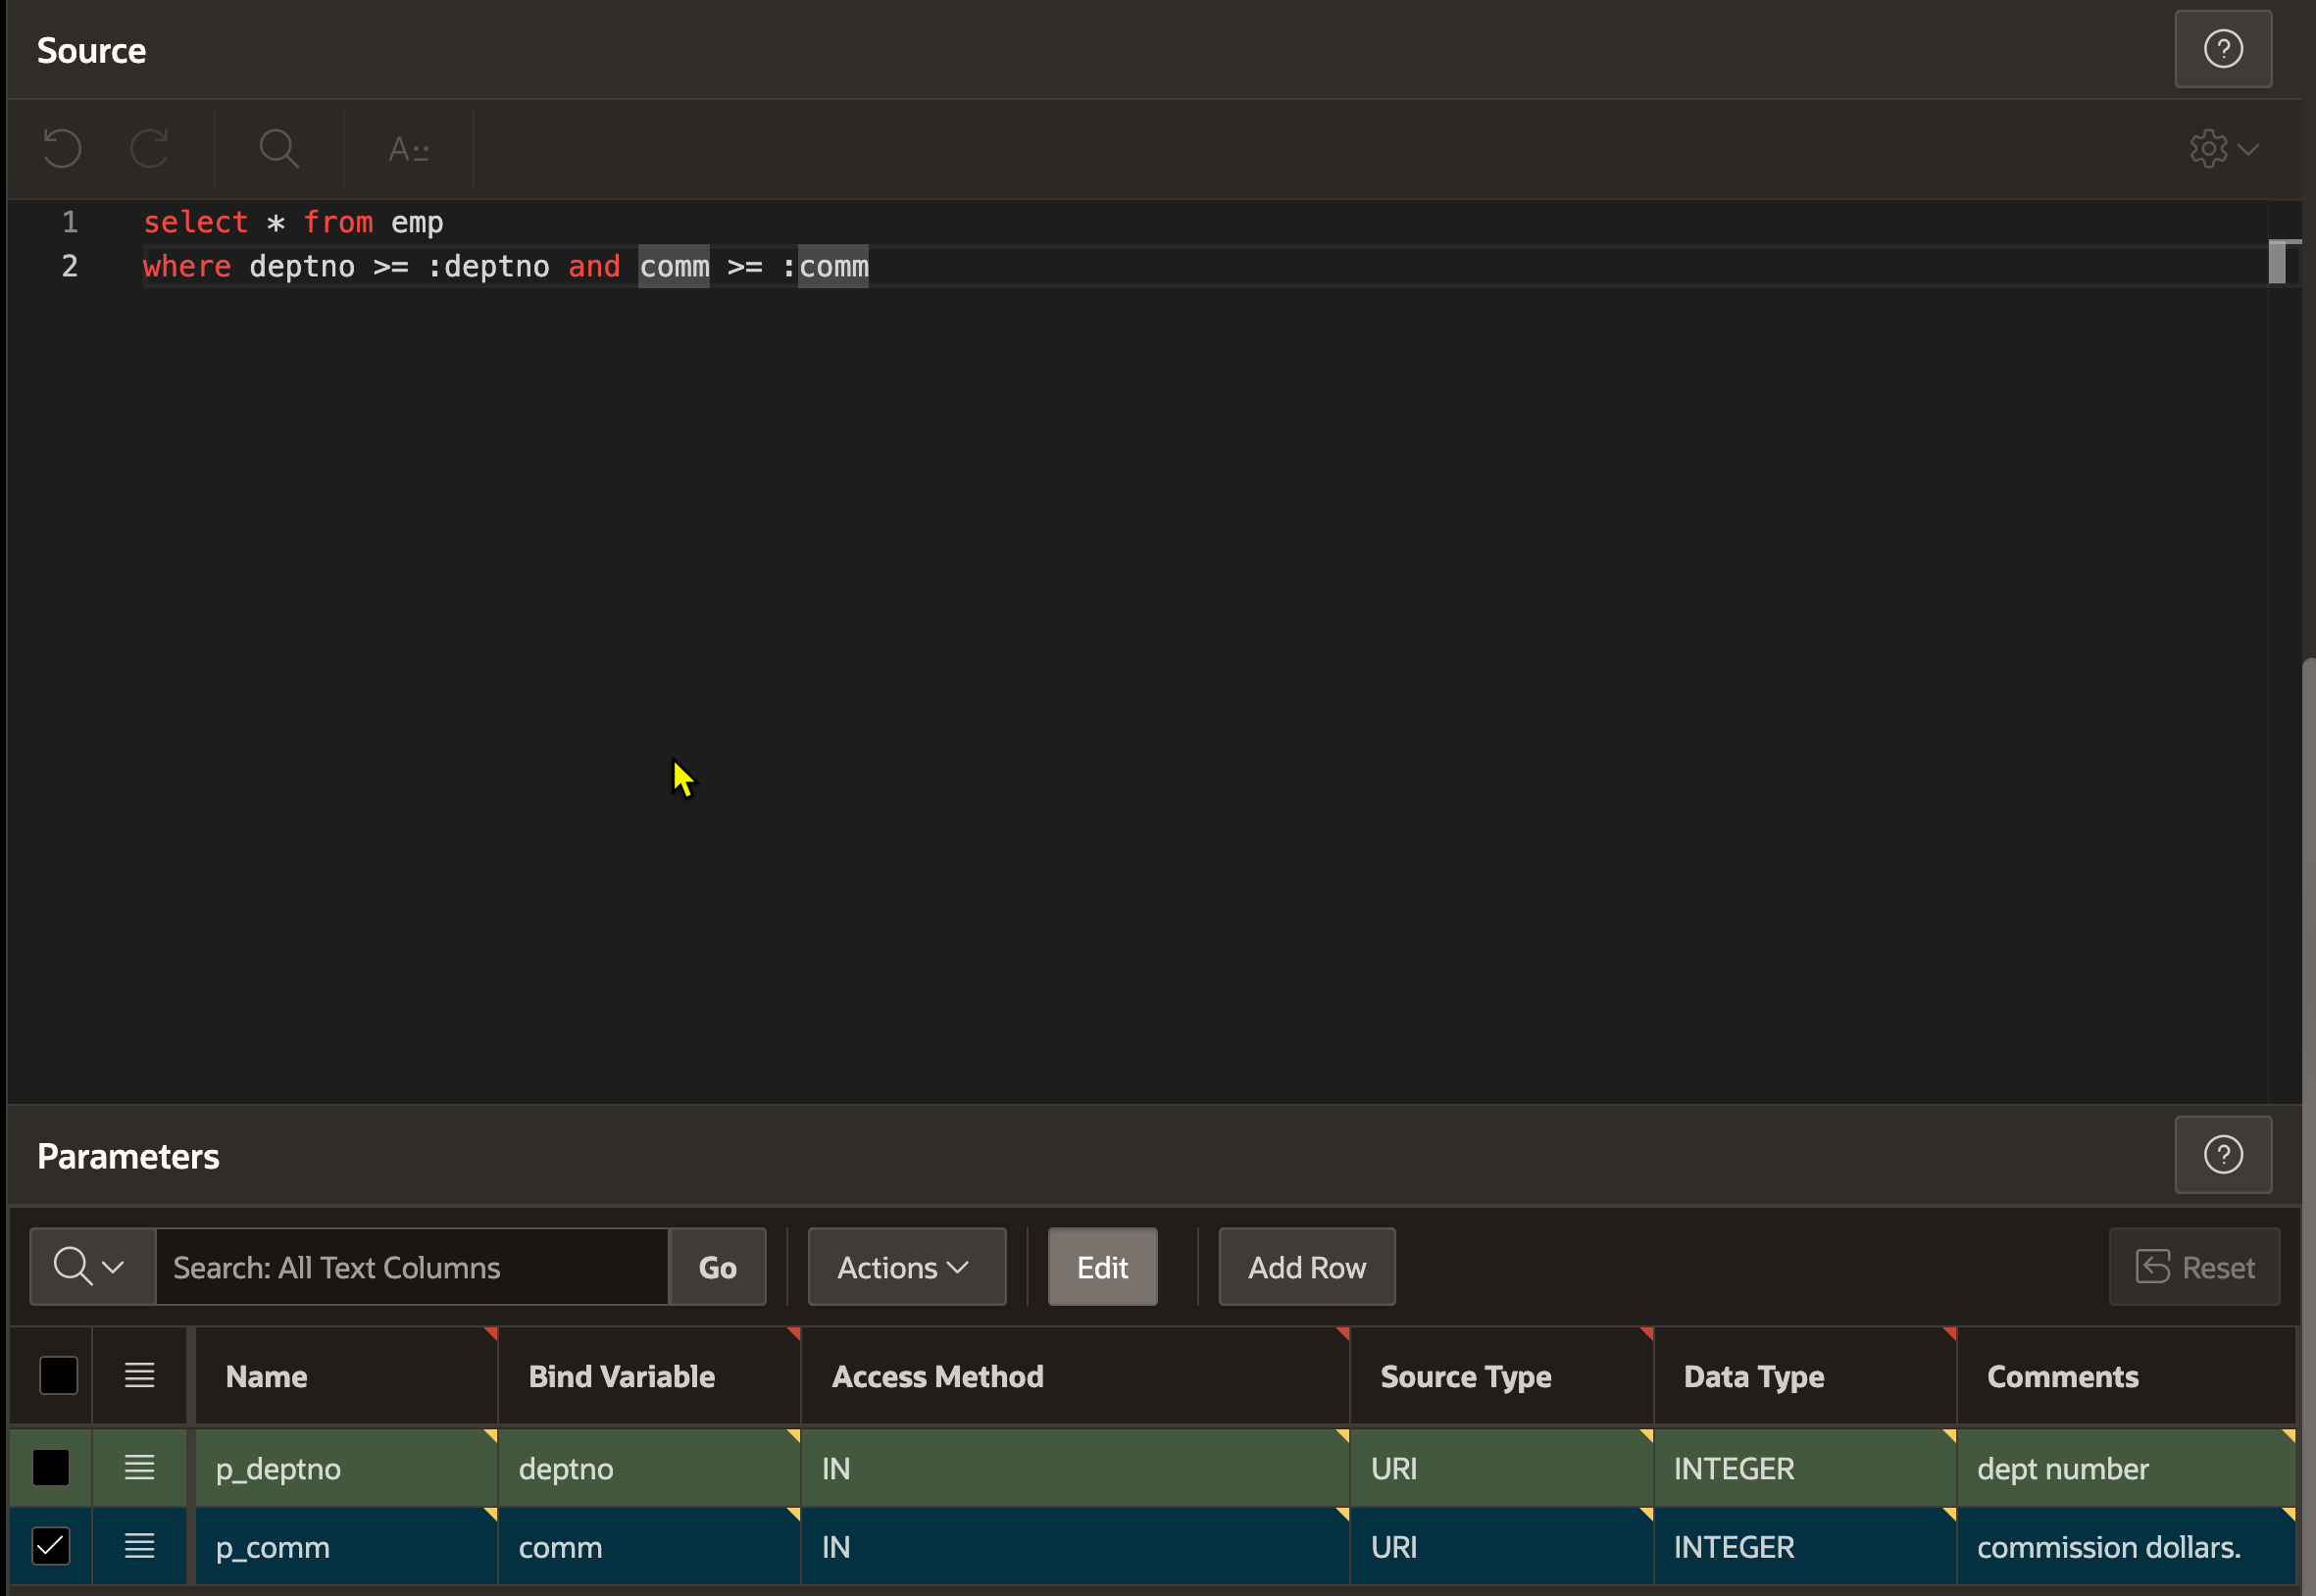 Source
1 select * from emp
2 where deptno >= :deptno and comm >= :comm
Parameters
Search: All Text Columns Go Actions Edit Add Row Reset
Name Bind Variable Access Method Source Type Data Type Comments
p_deptno deptno IN URI INTEGER dept number
p_comm comm IN URI INTEGER commission dollars.